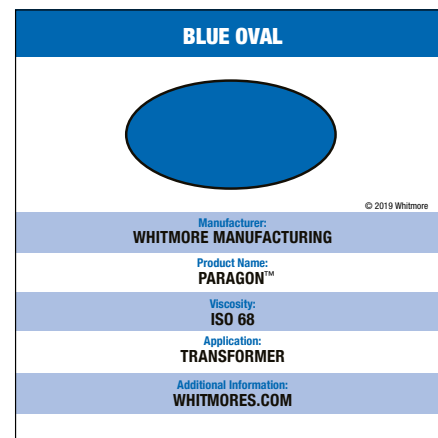 BLUE OVAL
© 2019 Whitmore
Manufacturer:
WHITMORE MANUFACTURING
Product Name:
PARAGON™
Viscosity:
ISO 68
Application:
TRANSFORMER
Additional Information:
WHITMORES.COM